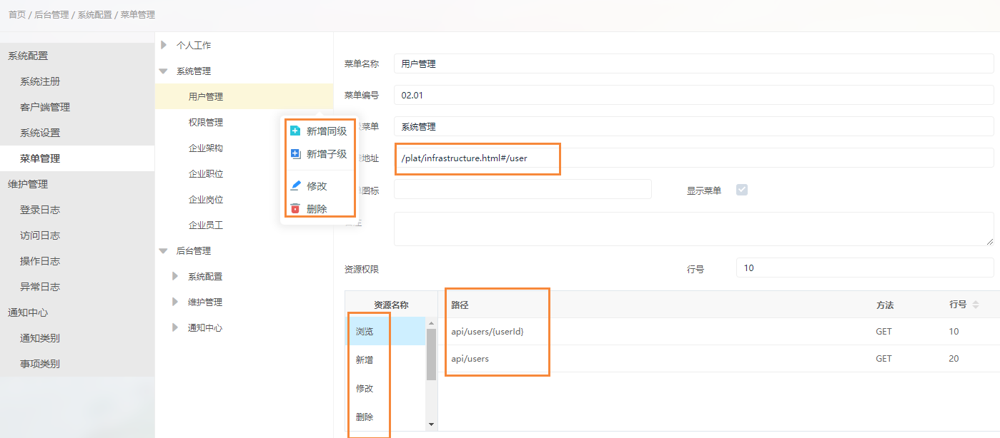 首页 / 后台管理 / 系统配置 / 菜单管理
系统配置
系统注册
客户端管理
系统设置
菜单管理
维护管理
登录日志
访问日志
操作日志
异常日志
通知中心
通知类别
事项类别
个人工作
系统管理
用户管理
权限管理
企业架构
企业职位
企业岗位
企业员工
后台管理
系统配置
维护管理
通知中心
新增同级
新增子级
修改
删除
菜单名称 用户管理
菜单编号 02.01
菜单 系统管理
地址 /plat/infrastructure.html#/user
图标 显示菜单
资源权限 行号 10
资源名称 路径 方法 行号
浏览 api/users/{userId} GET 10
新增 api/users GET 20
修改
删除